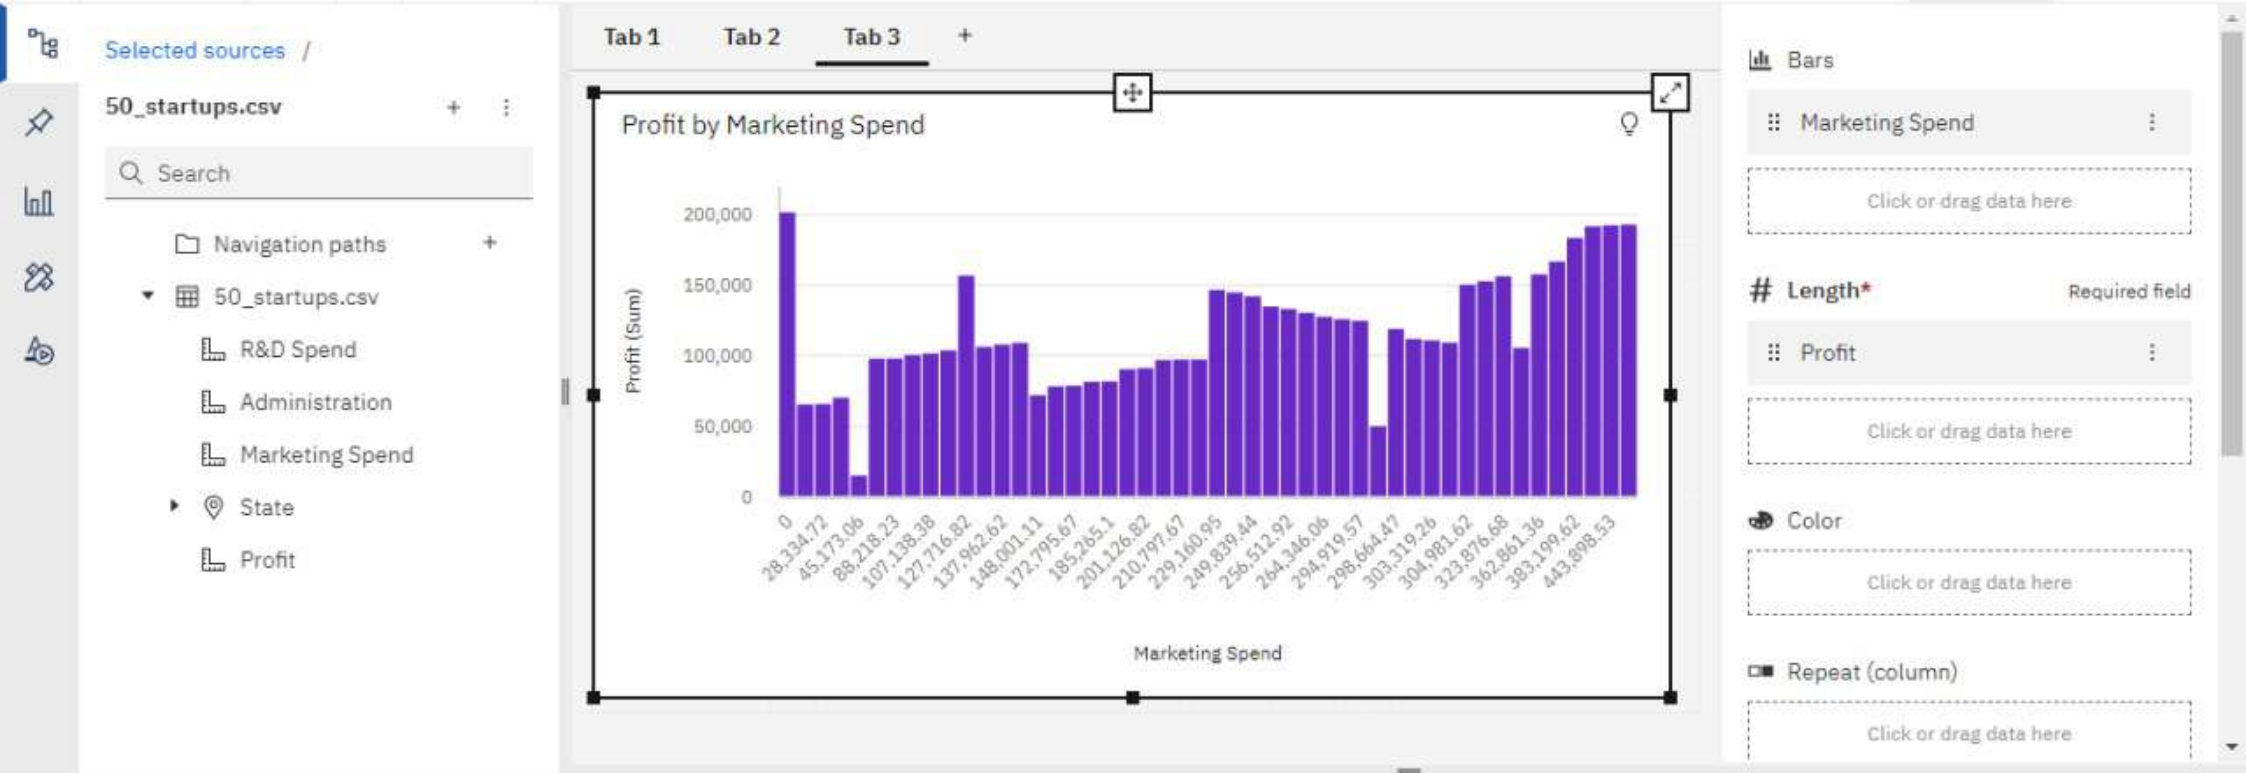 Selected sources /
50_startups.csv
Search
Navigation paths
50_startups.csv
R&D Spend
Administration
Marketing Spend
State
Profit
Tab 1
Tab 2
Tab 3
Profit by Marketing Spend
Profit (Sum)
200,000
150,000
100,000
50,000
0
0
28,334.72
45,173.06
88,218.23
107,138.38
127,716.82
137,962.62
148,001.11
172,795.67
185,265.1
201,126.82
210,797.67
229,160.95
249,839.44
256,512.92
264,346.06
294,919.57
298,664.47
303,319.26
304,981.62
323,876.68
362,861.36
383,199.62
443,898.53
Marketing Spend
Bars
Marketing Spend
Click or drag data here
# Length* Required field
Profit
Click or drag data here
Color
Click or drag data here
Repeat (column)
Click or drag data here